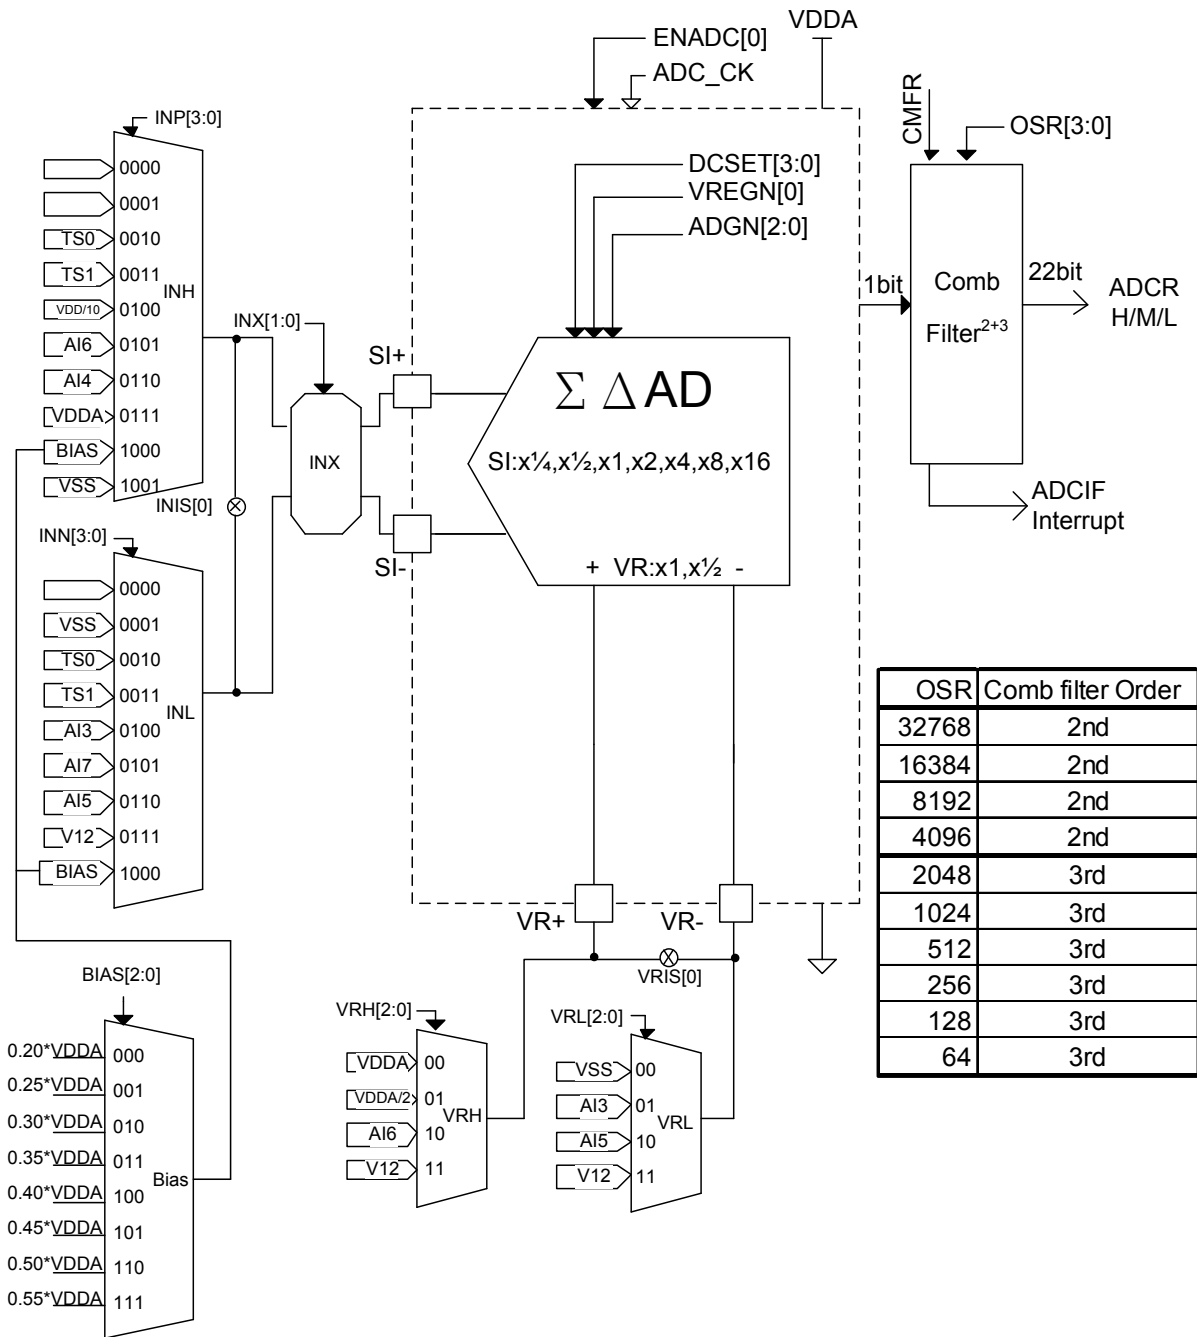 VDDA
ENADC[0]
ADC_CK
INP[3:0]
0000
0001
TS0 0010
TS1 0011
VDD/10 0100
AI6 0101
AI4 0110
VDDA 0111
BIAS 1000
VSS 1001
INH
INIS[0]
INN[3:0]
0000
VSS 0001
TS0 0010
TS1 0011
AI3 0100
AI7 0101
AI5 0110
V12 0111
BIAS 1000
INL
INX[1:0]
INX
SI+
SI-
DCSET[3:0]
VREGN[0]
ADGN[2:0]
Σ Δ AD
SI:x¼,x½,x1,x2,x4,x8,x16
+ VR:x1,x½ -
CMFR
OSR[3:0]
1bit
Comb
Filter2+3
22bit
ADCR
H/M/L
ADCIF
Interrupt
VR+
VR-
VRIS[0]
VRH[2:0]
VDDA 00
VDDA/2 01
AI6 10
V12 11
VRH
VRL[2:0]
VSS 00
AI3 01
AI5 10
V12 11
VRL
BIAS[2:0]
0.20*VDDA 000
0.25*VDDA 001
0.30*VDDA 010
0.35*VDDA 011
0.40*VDDA 100
0.45*VDDA 101
0.50*VDDA 110
0.55*VDDA 111
Bias
OSR Comb filter Order
32768 2nd
16384 2nd
8192 2nd
4096 2nd
2048 3rd
1024 3rd
512 3rd
256 3rd
128 3rd
64 3rd